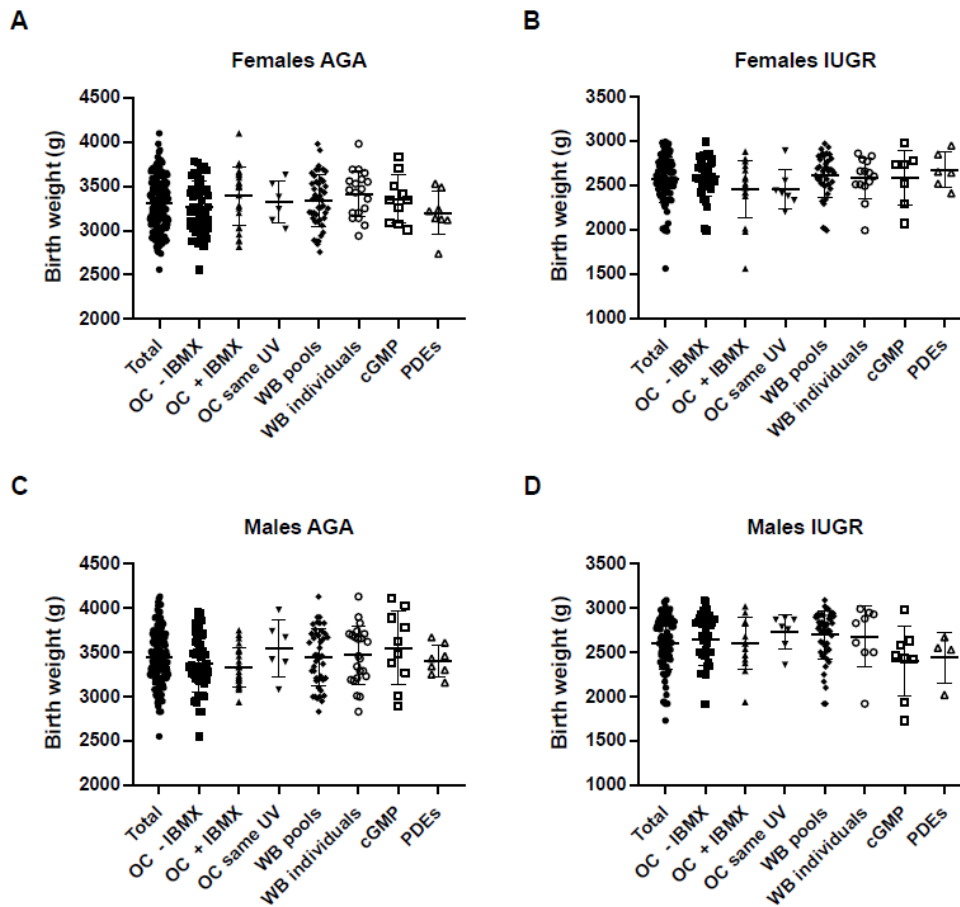 A
Females AGA
Birth weight (g)
4500
4000
3500
3000
2500
2000
Total
OC - IBMX
OC + IBMX
OC same UV
WB pools
WB individuals
cGMP
PDEs
B
Females IUGR
Birth weight (g)
3500
3000
2500
2000
1500
1000
Total
OC - IBMX
OC + IBMX
OC same UV
WB pools
WB individuals
cGMP
PDEs
C
Males AGA
Birth weight (g)
4500
4000
3500
3000
2500
2000
Total
OC - IBMX
OC + IBMX
OC same UV
WB pools
WB individuals
cGMP
PDEs
D
Males IUGR
Birth weight (g)
3500
3000
2500
2000
1500
1000
Total
OC - IBMX
OC + IBMX
OC same UV
WB pools
WB individuals
cGMP
PDEs